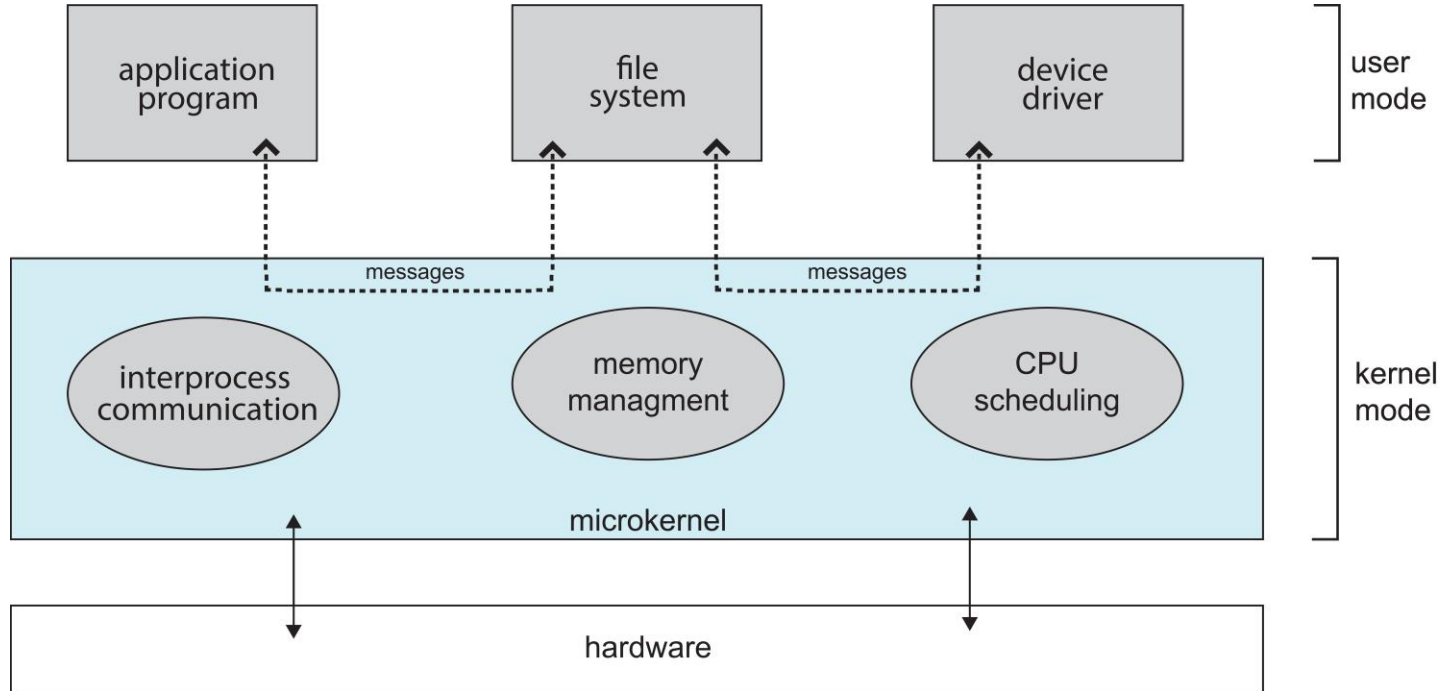 application
program
file
system
device
driver
user
mode
messages
messages
interprocess
communication
memory
managment
CPU
scheduling
kernel
mode
microkernel
hardware